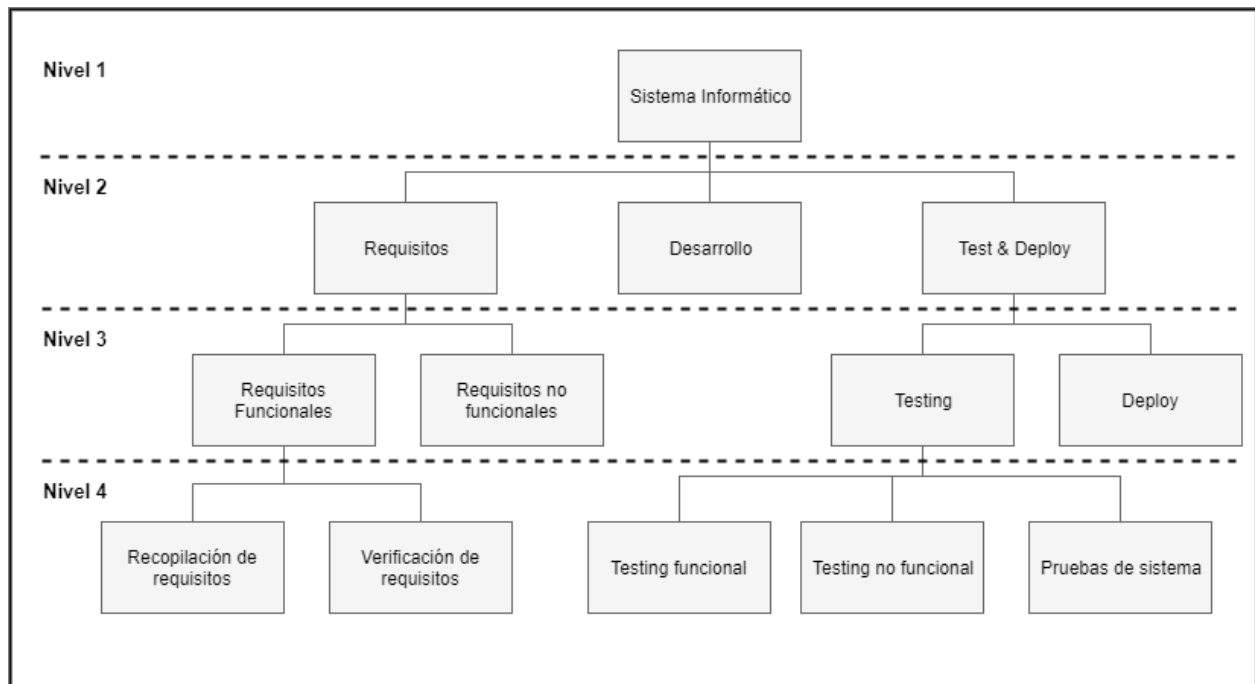 Nivel 1
Sistema Informático
Nivel 2
Requisitos
Desarrollo
Test & Deploy
Nivel 3
Requisitos
Funcionales
Requisitos no
funcionales
Testing
Deploy
Nivel 4
Recopilación de
requisitos
Verificación de
requisitos
Testing funcional
Testing no funcional
Pruebas de sistema